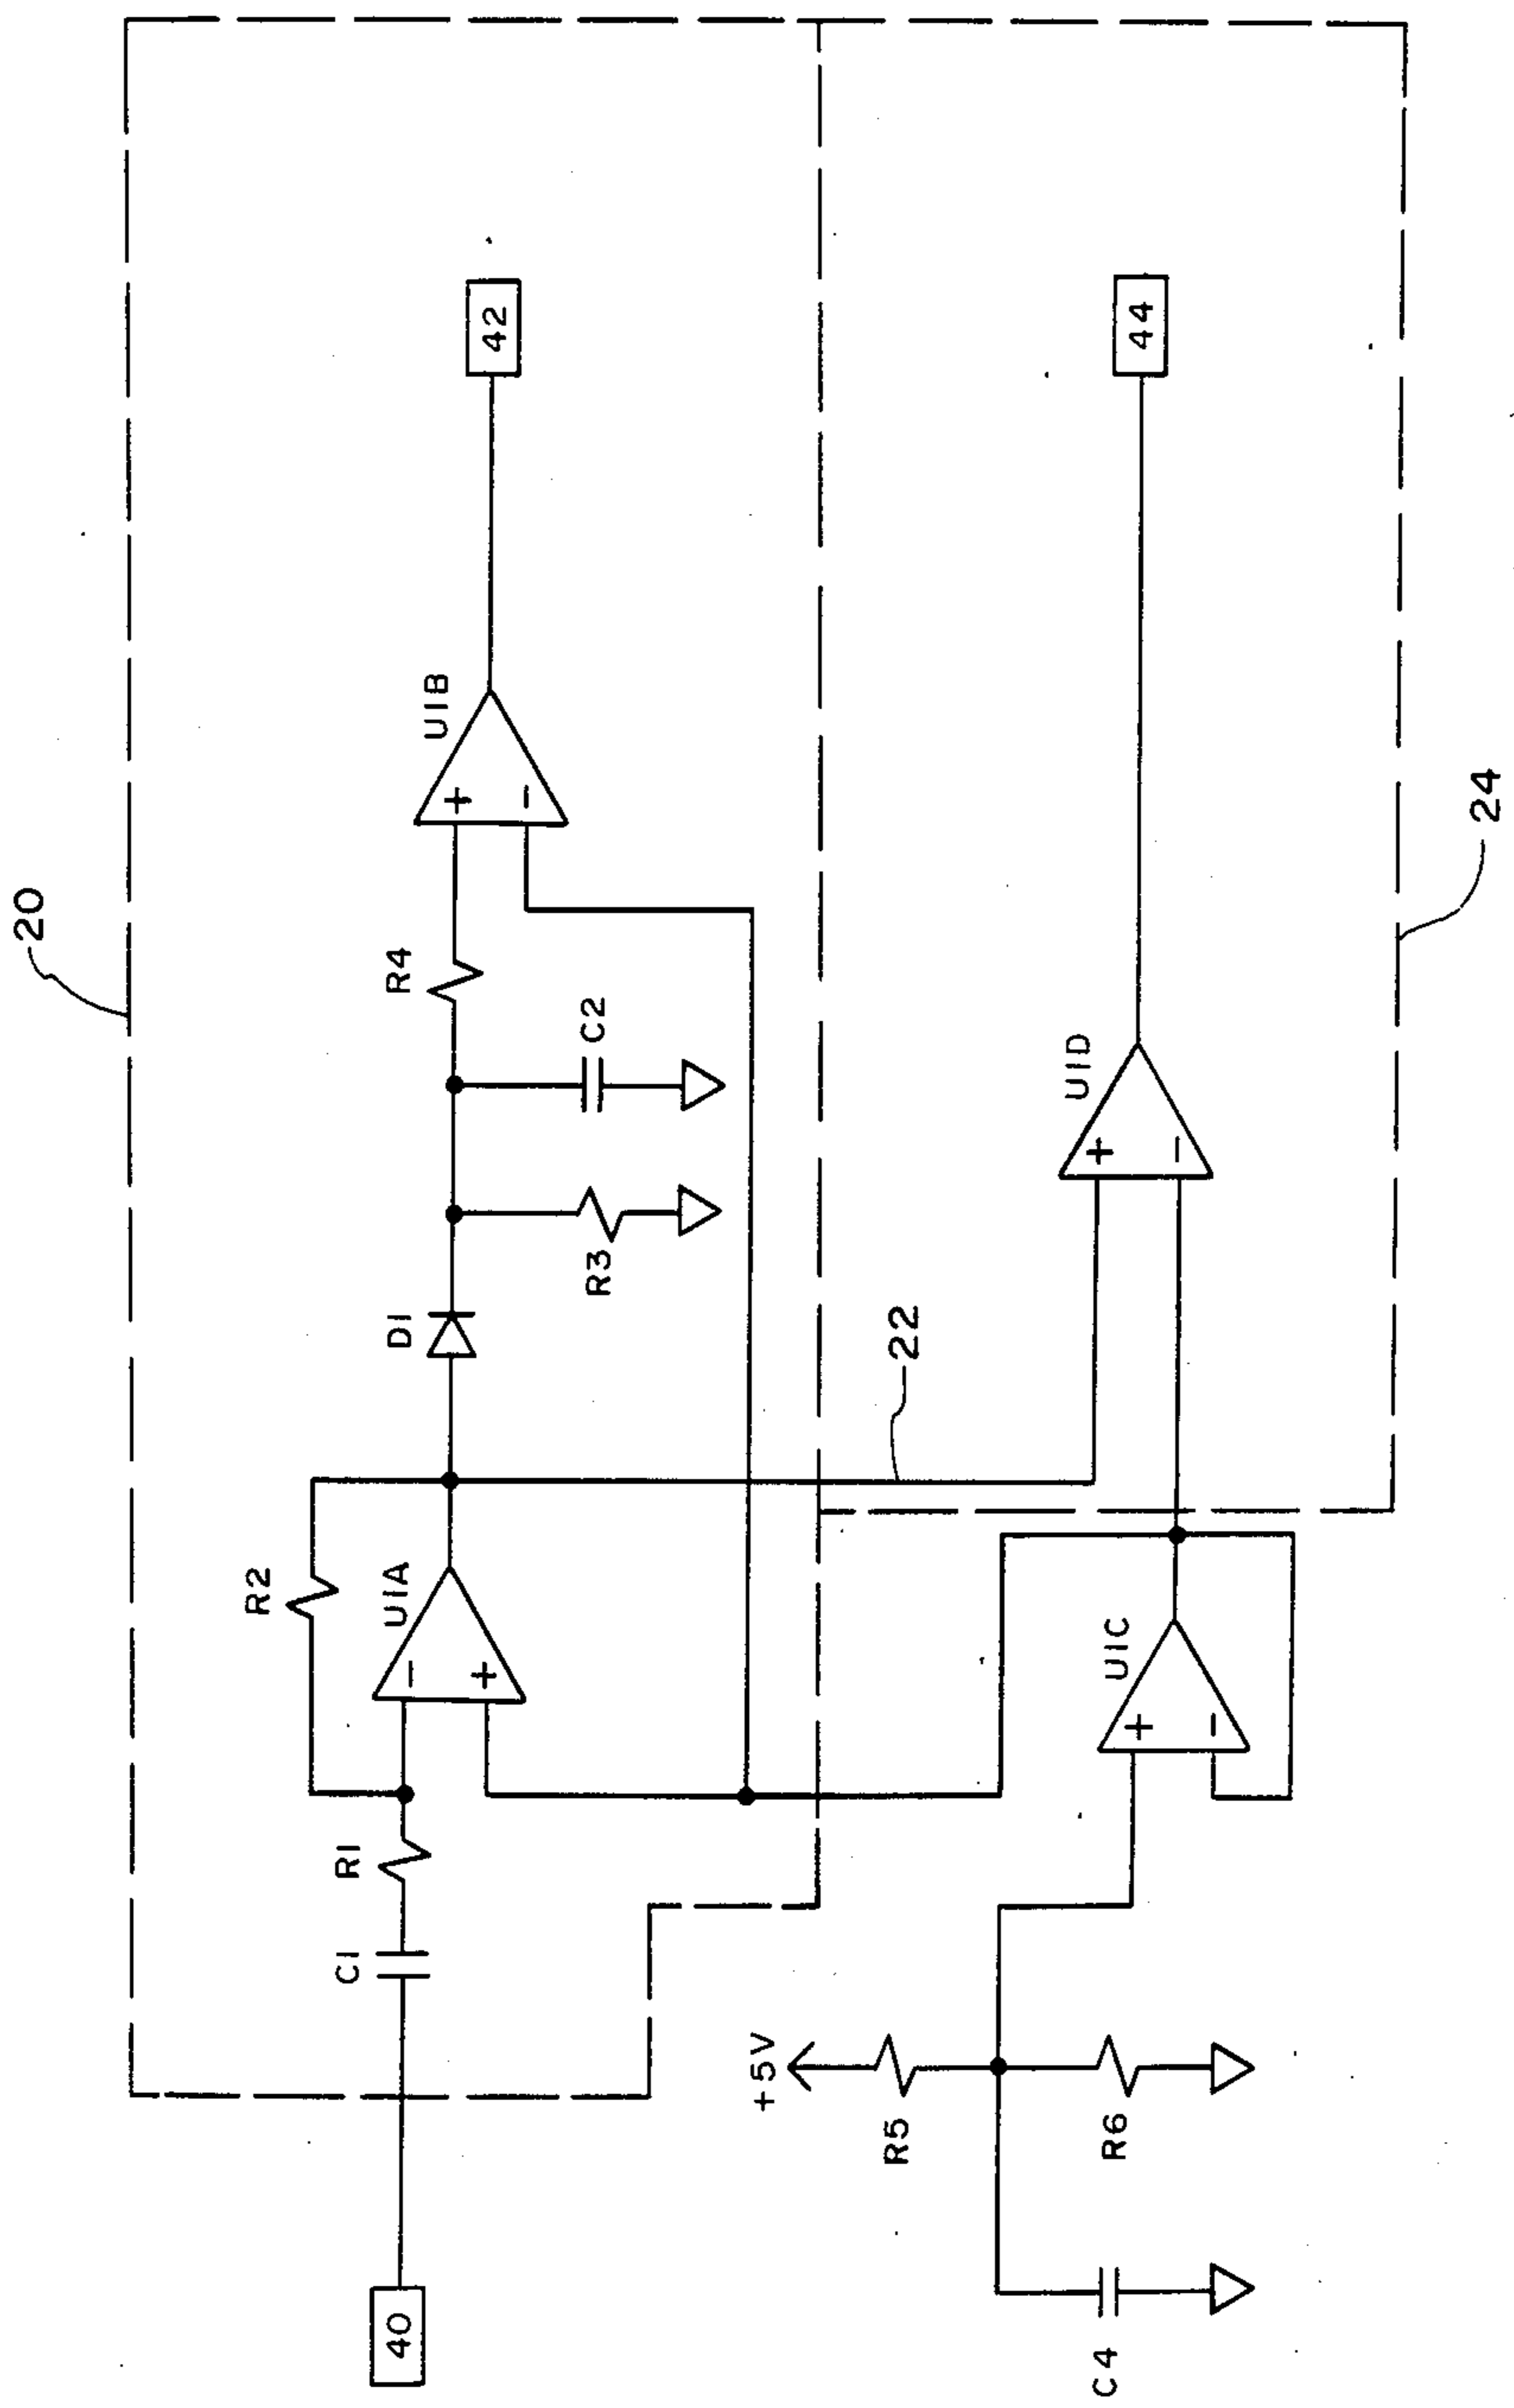 20
R2
U1A
R1
C1
40
D1
R3
C2
R4
U1B
42
22
+5V
R5
R6
C4
U1C
U1D
44
24
+
-
+
-
+
-
+
-